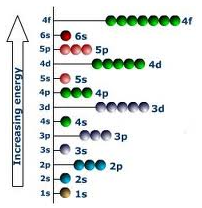 4f 4f
6s 6s
5p 5p
4d 4d
5s 5s
4p 4p
3d 3d
4s 4s
3p 3p
3s 3s
2p 2p
2s 2s
1s 1s
Increasing energy